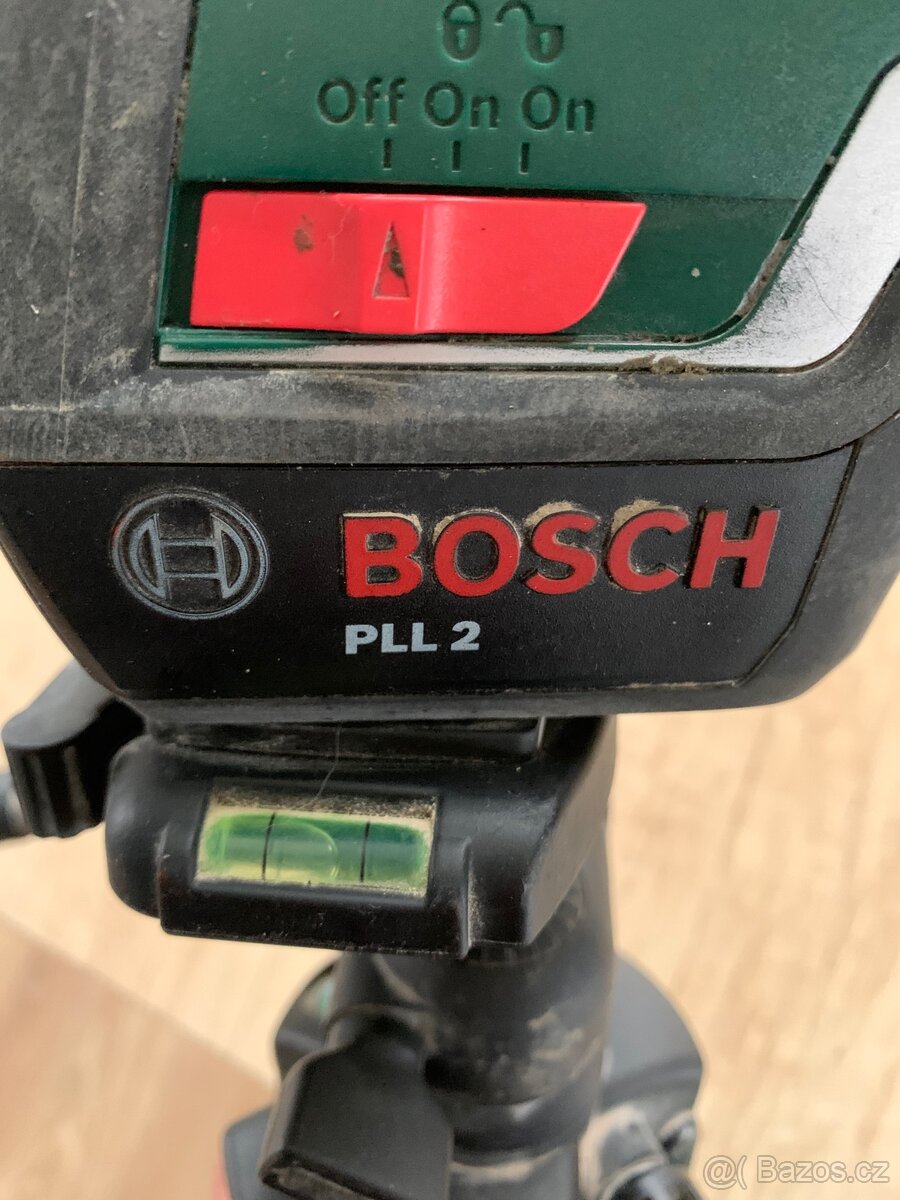 Off On On
BOSCH
PLL 2
@( Bazos.cz